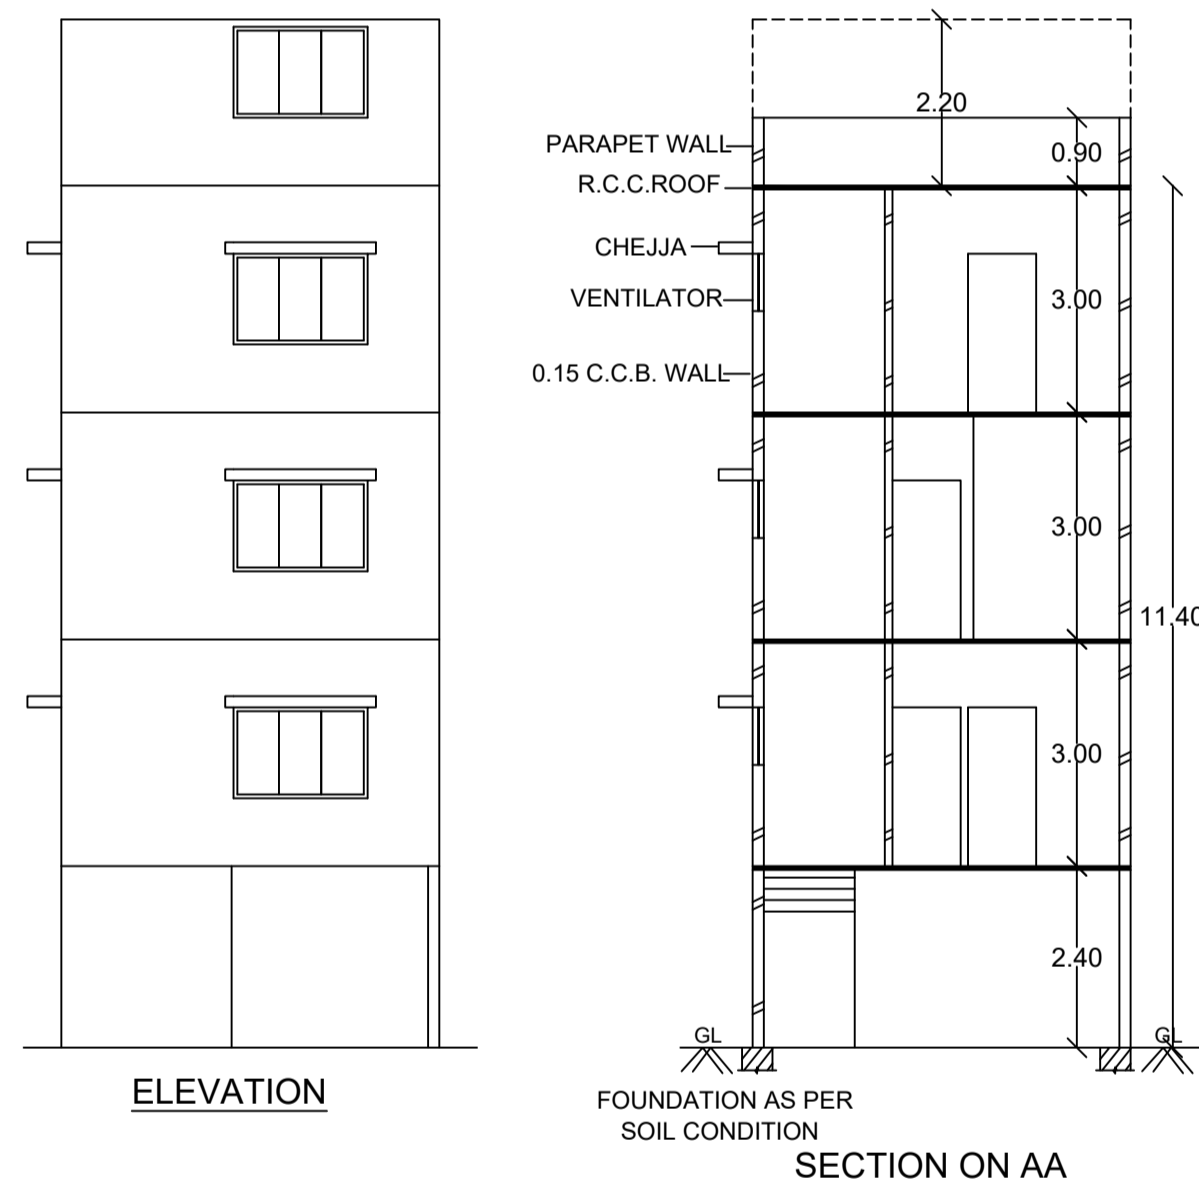 2.20
PARAPET WALL
0.90
R.C.C.ROOF
CHEJJA
VENTILATOR
3.00
0.15 C.C.B. WALL
3.00
11.40
3.00
2.40
GL
GL
ELEVATION
FOUNDATION AS PER
SOIL CONDITION
SECTION ON AA